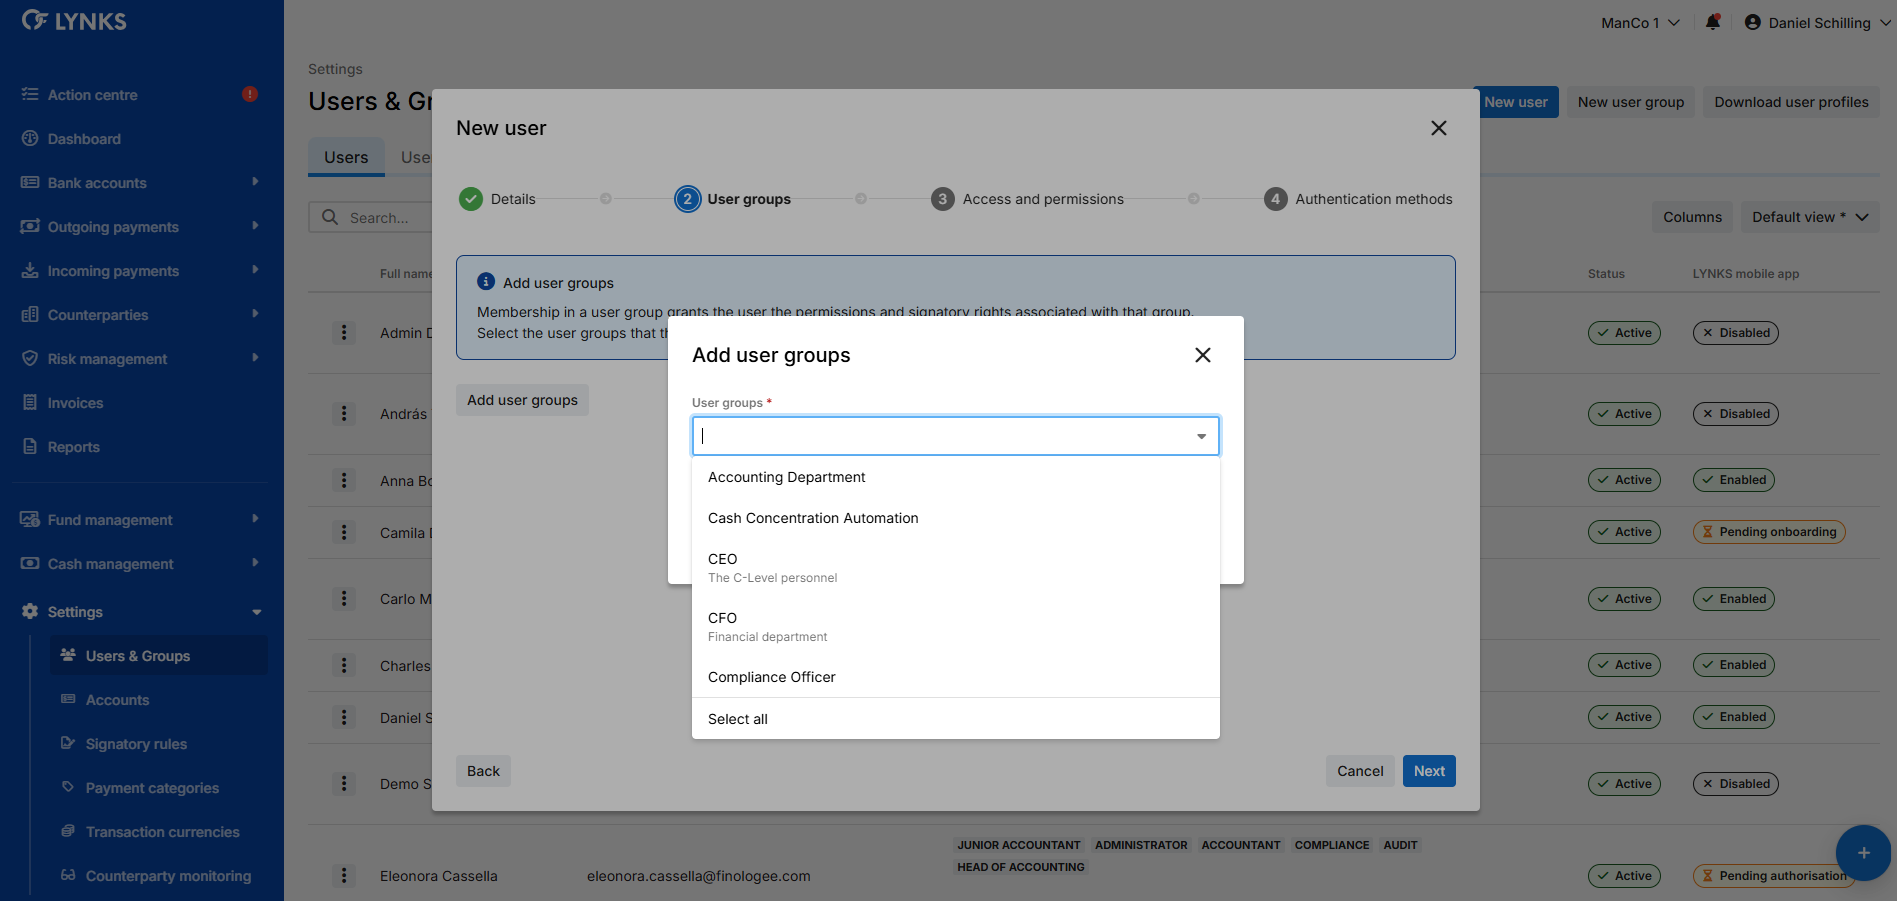 LYNKS
ManCo 1
Daniel Schilling
Action centre
Dashboard
Bank accounts
Outgoing payments
Incoming payments
Counterparties
Risk management
Invoices
Reports
Fund management
Cash management
Settings
Users & Groups
Accounts
Signatory rules
Payment categories
Transaction currencies
Counterparty monitoring
Settings
Users & Gr
New user
New user group
Download user profiles
Users
Use
Search...
Columns
Default view *
Full name
Status
LYNKS mobile app
Admin D
Active
Disabled
András
Active
Disabled
Anna Bo
Active
Enabled
Camila
Active
Pending onboarding
Carlo M
Active
Enabled
Charles
Active
Enabled
Daniel S
Active
Enabled
Demo S
Active
Disabled
Eleonora Cassella
eleonora.cassella@finologee.com
JUNIOR ACCOUNTANT ADMINISTRATOR ACCOUNTANT COMPLIANCE AUDIT
HEAD OF ACCOUNTING
Active
Pending authorisation
New user
Details
2 User groups
3 Access and permissions
4 Authentication methods
Add user groups
Membership in a user group grants the user the permissions and signatory rights associated with that group.
Select the user groups that th
Add user groups
Add user groups
User groups *
Accounting Department
Cash Concentration Automation
CEO
The C-Level personnel
CFO
Financial department
Compliance Officer
Select all
Back
Cancel
Next